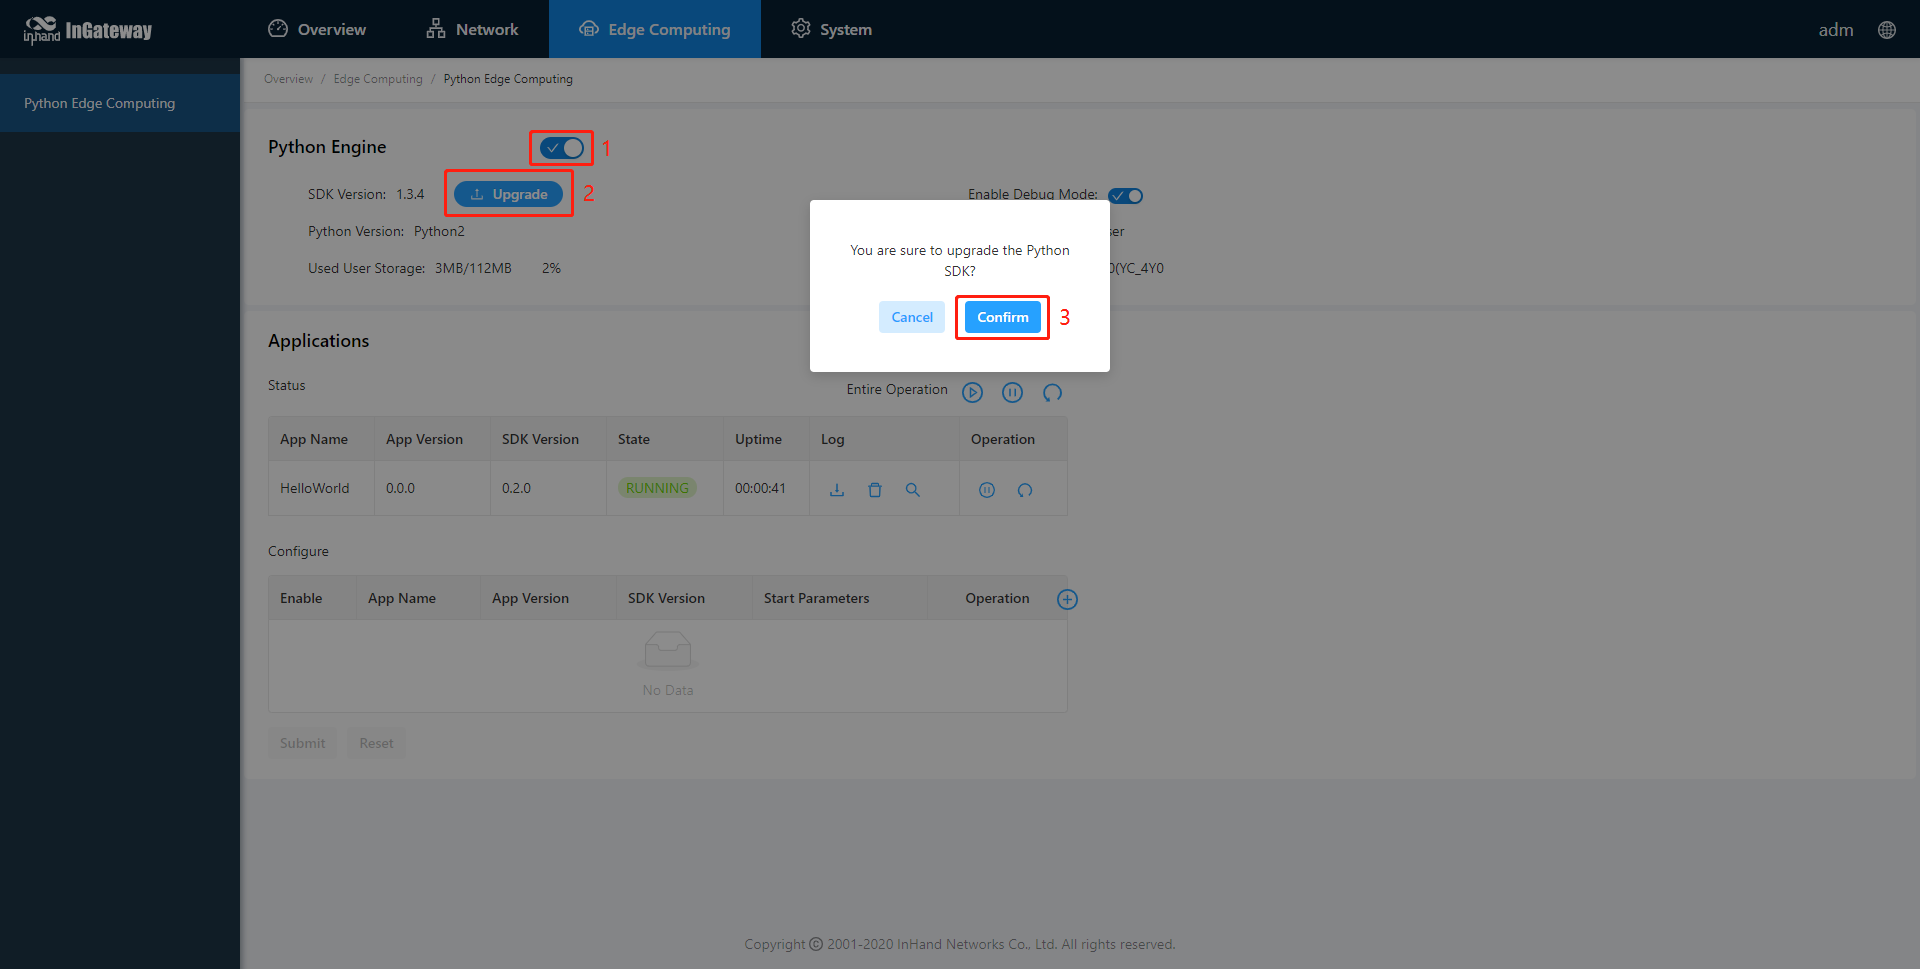 inhand InGateway
Overview
Network
Edge Computing
System
adm
Overview / Edge Computing / Python Edge Computing
Python Edge Computing
Python Engine
1
SDK Version: 1.3.4
Upgrade
2
Enable Debug Mode:
Python Version: Python2
ser
Used User Storage: 3MB/112MB 2%
(YC_4Y0
You are sure to upgrade the Python
SDK?
Cancel
Confirm
3
Applications
Status
Entire Operation
App Name App Version SDK Version State Uptime Log Operation
HelloWorld 0.0.0 0.2.0 RUNNING 00:00:41
Configure
Enable App Name App Version SDK Version Start Parameters Operation
No Data
Submit Reset
Copyright © 2001-2020 InHand Networks Co., Ltd. All rights reserved.